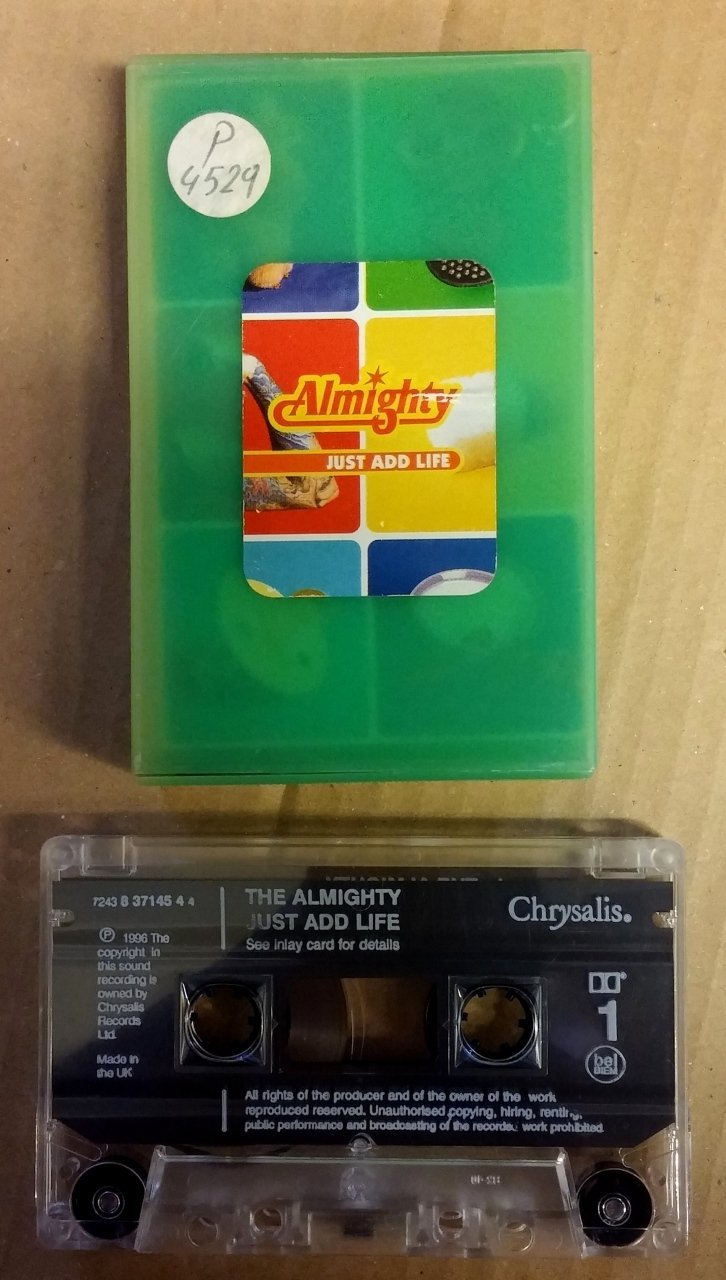 P
4529
Almighty
JUST ADD LIFE
7243 8 37145 4 4
THE ALMIGHTY
JUST ADD LIFE
See inlay card for details
Chrysalis.
℗ 1996 The
copyright in
this sound
recording is
owned by
Chrysalis
Records
Ltd.
Made in
the UK
1
bel
BIEM
All rights of the producer and of the owner of the work
reproduced reserved. Unauthorised copying, hiring, renting,
public performance and broadcasting of the recorded work prohibited